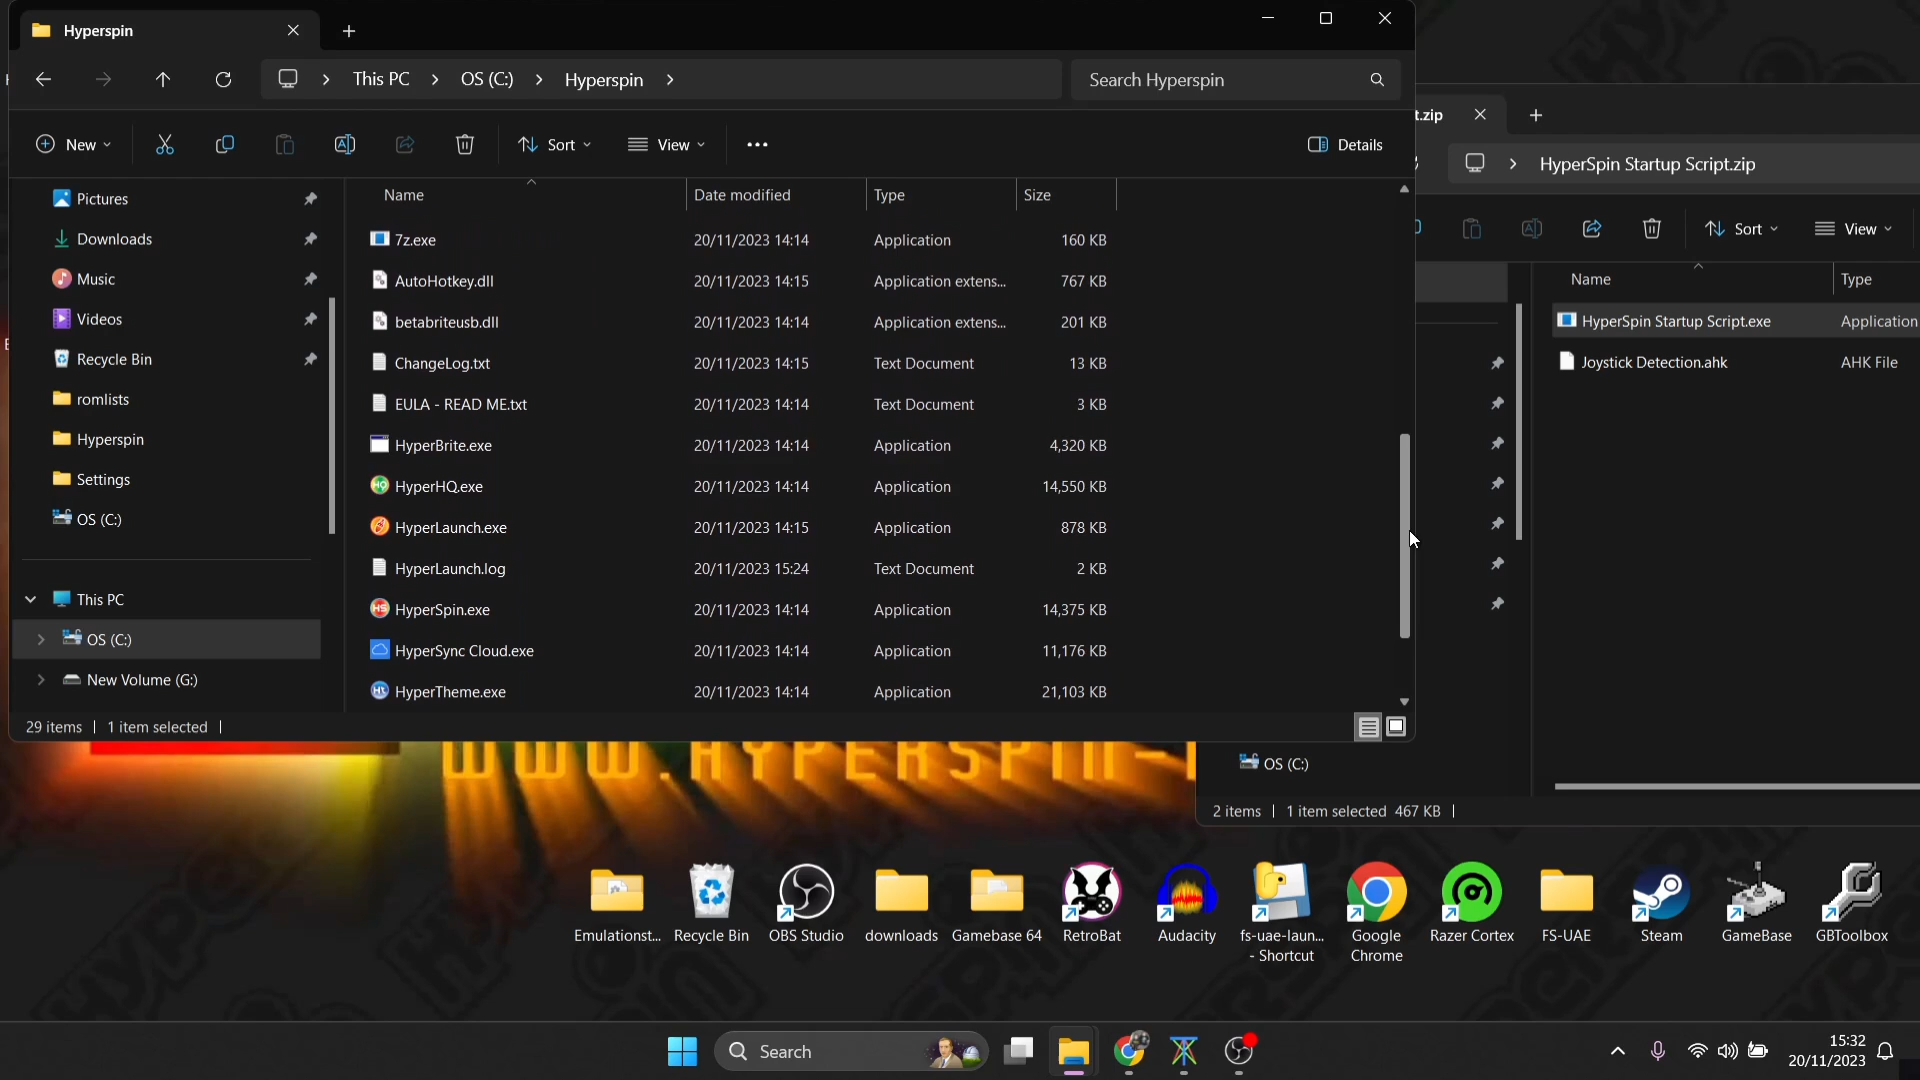 Hyperspin
This PC > OS (C:) > Hyperspin >
Search Hyperspin
New
Sort
View
Details
Pictures
Downloads
Music
Videos
Recycle Bin
romlists
Hyperspin
Settings
OS (C:)
This PC
OS (C:)
New Volume (G:)
Name Date modified Type Size
7z.exe 20/11/2023 14:14 Application 160 KB
AutoHotkey.dll 20/11/2023 14:15 Application extens... 767 KB
betabriteusb.dll 20/11/2023 14:14 Application extens... 201 KB
ChangeLog.txt 20/11/2023 14:15 Text Document 13 KB
EULA - READ ME.txt 20/11/2023 14:14 Text Document 3 KB
HyperBrite.exe 20/11/2023 14:14 Application 4,320 KB
HyperHQ.exe 20/11/2023 14:14 Application 14,550 KB
HyperLaunch.exe 20/11/2023 14:15 Application 878 KB
HyperLaunch.log 20/11/2023 15:24 Text Document 2 KB
HyperSpin.exe 20/11/2023 14:14 Application 14,375 KB
HyperSync Cloud.exe 20/11/2023 14:14 Application 11,176 KB
HyperTheme.exe 20/11/2023 14:14 Application 21,103 KB
29 items | 1 item selected |
t.zip
> HyperSpin Startup Script.zip
Sort
View
Name Type
HyperSpin Startup Script.exe Application
Joystick Detection.ahk AHK File
OS (C:)
2 items | 1 item selected 467 KB |
WWW.HYPERSPIN-
Emulationst...
Recycle Bin
OBS Studio
downloads
Gamebase 64
RetroBat
Audacity
fs-uae-laun...
- Shortcut
Google
Chrome
Razer Cortex
FS-UAE
Steam
GameBase
GBToolbox
Search
15:32
20/11/2023